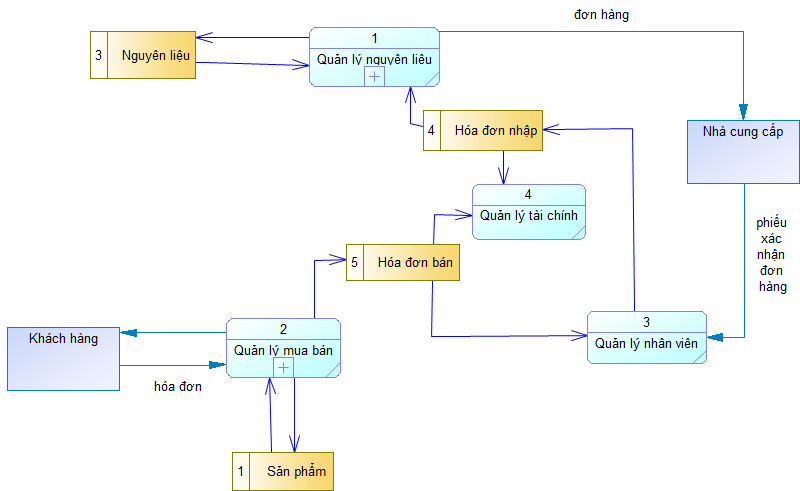 đơn hàng
1
Quản lý nguyên liêu
3
Nguyên liệu
4
Hóa đơn nhập
Nhà cung cấp
4
Quản lý tài chính
phiếu
xác
nhận
đơn
hàng
5
Hóa đơn bán
3
Quản lý nhân viên
2
Quản lý mua bán
Khách hàng
hóa đơn
1
Sản phẩm